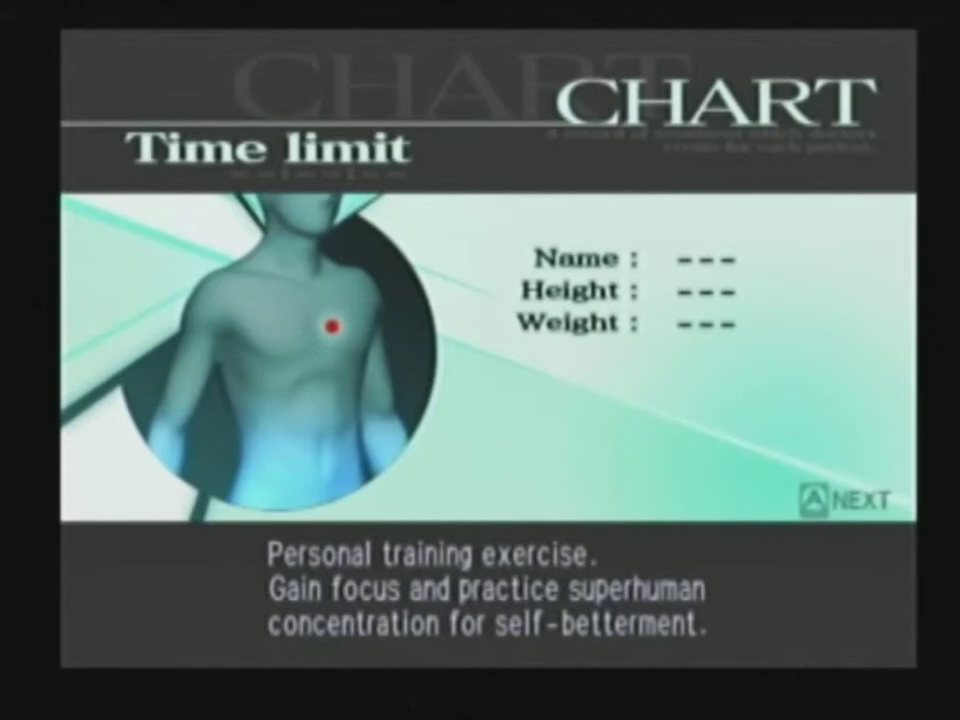 CHART
CHART
Time limit
Name : ---
Height : ---
Weight : ---
A NEXT
Personal training exercise.
Gain focus and practice superhuman
concentration for self-betterment.